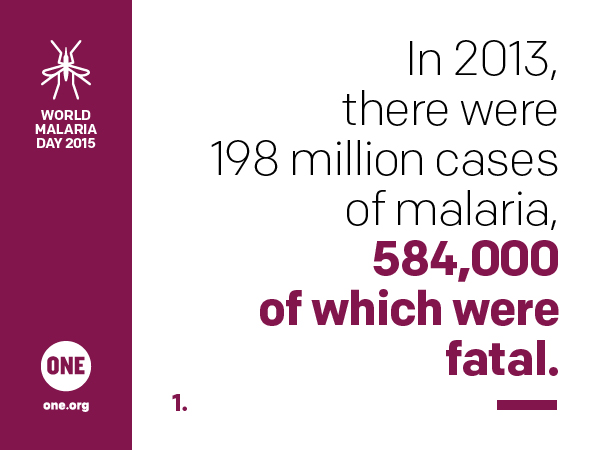 WORLD
MALARIA
DAY 2015
In 2013,
there were
198 million cases
of malaria,
584,000
of which were
fatal.
ONE
one.org
1.